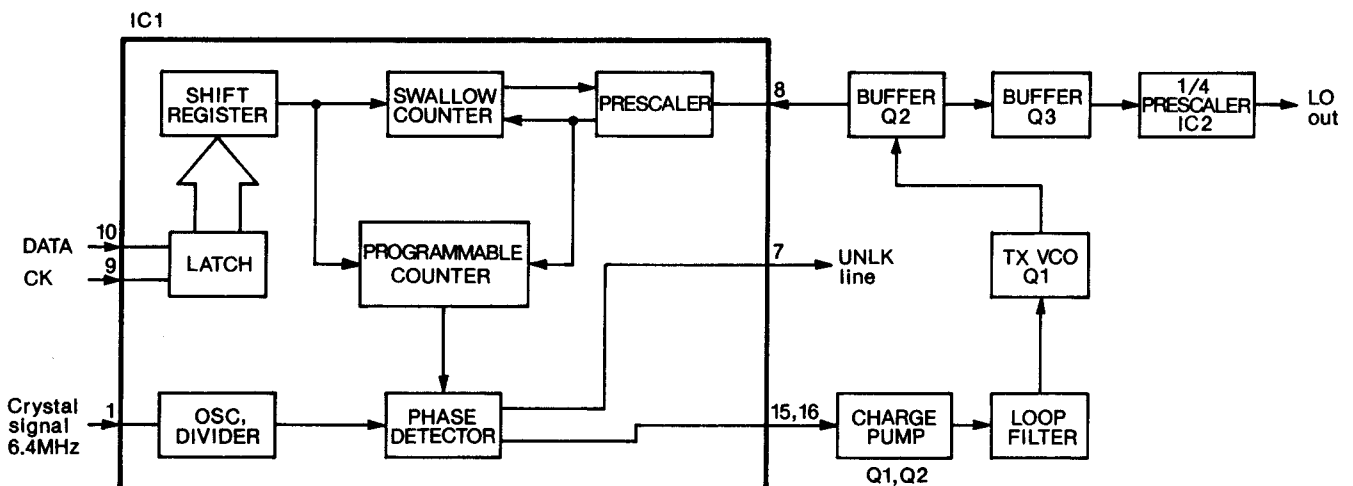 IC1
SHIFT
REGISTER
SWALLOW
COUNTER
PRESCALER
8
BUFFER
Q2
BUFFER
Q3
1/4
PRESCALER
IC2
LO
out
DATA
10
CK
9
LATCH
PROGRAMMABLE
COUNTER
7
UNLK
line
TX VCO
Q1
Crystal
signal
6.4MHz
1
OSC,
DIVIDER
PHASE
DETECTOR
15,16
CHARGE
PUMP
Q1,Q2
LOOP
FILTER